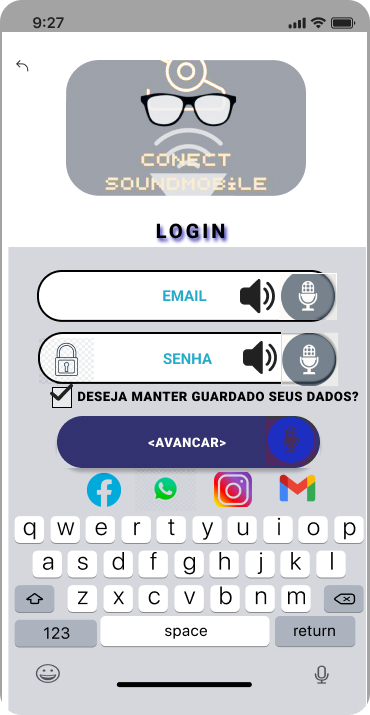 9:27
CONECT
SOUNDMOBiLE
LOGIN
EMAIL
SENHA
DESEJA MANTER GUARDADO SEUS DADOS?
<AVANCAR>
q w e r t y u i o p
a s d f g h j k l
z x c v b n m
123 space return